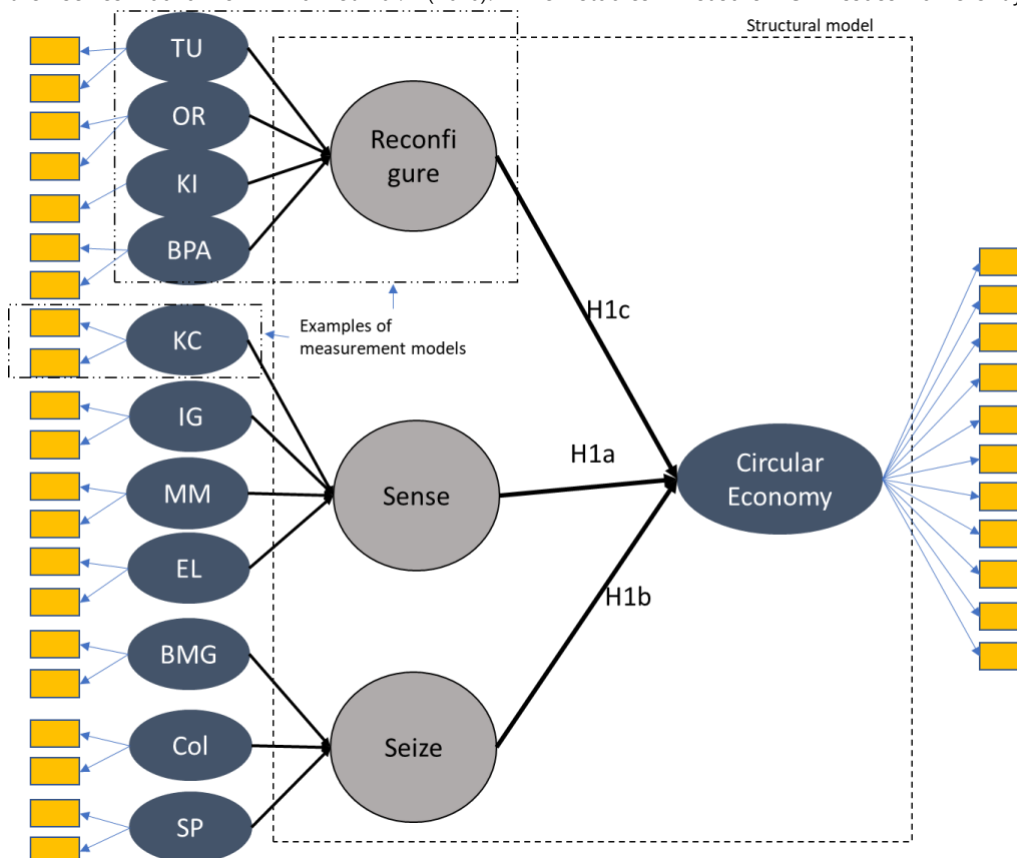 Structural model
TU
OR
KI
BPA
Reconfi
gure
H1c
Examples of
measurement models
KC
IG
MM
EL
Sense
H1a
Circular
Economy
H1b
BMG
Col
SP
Seize